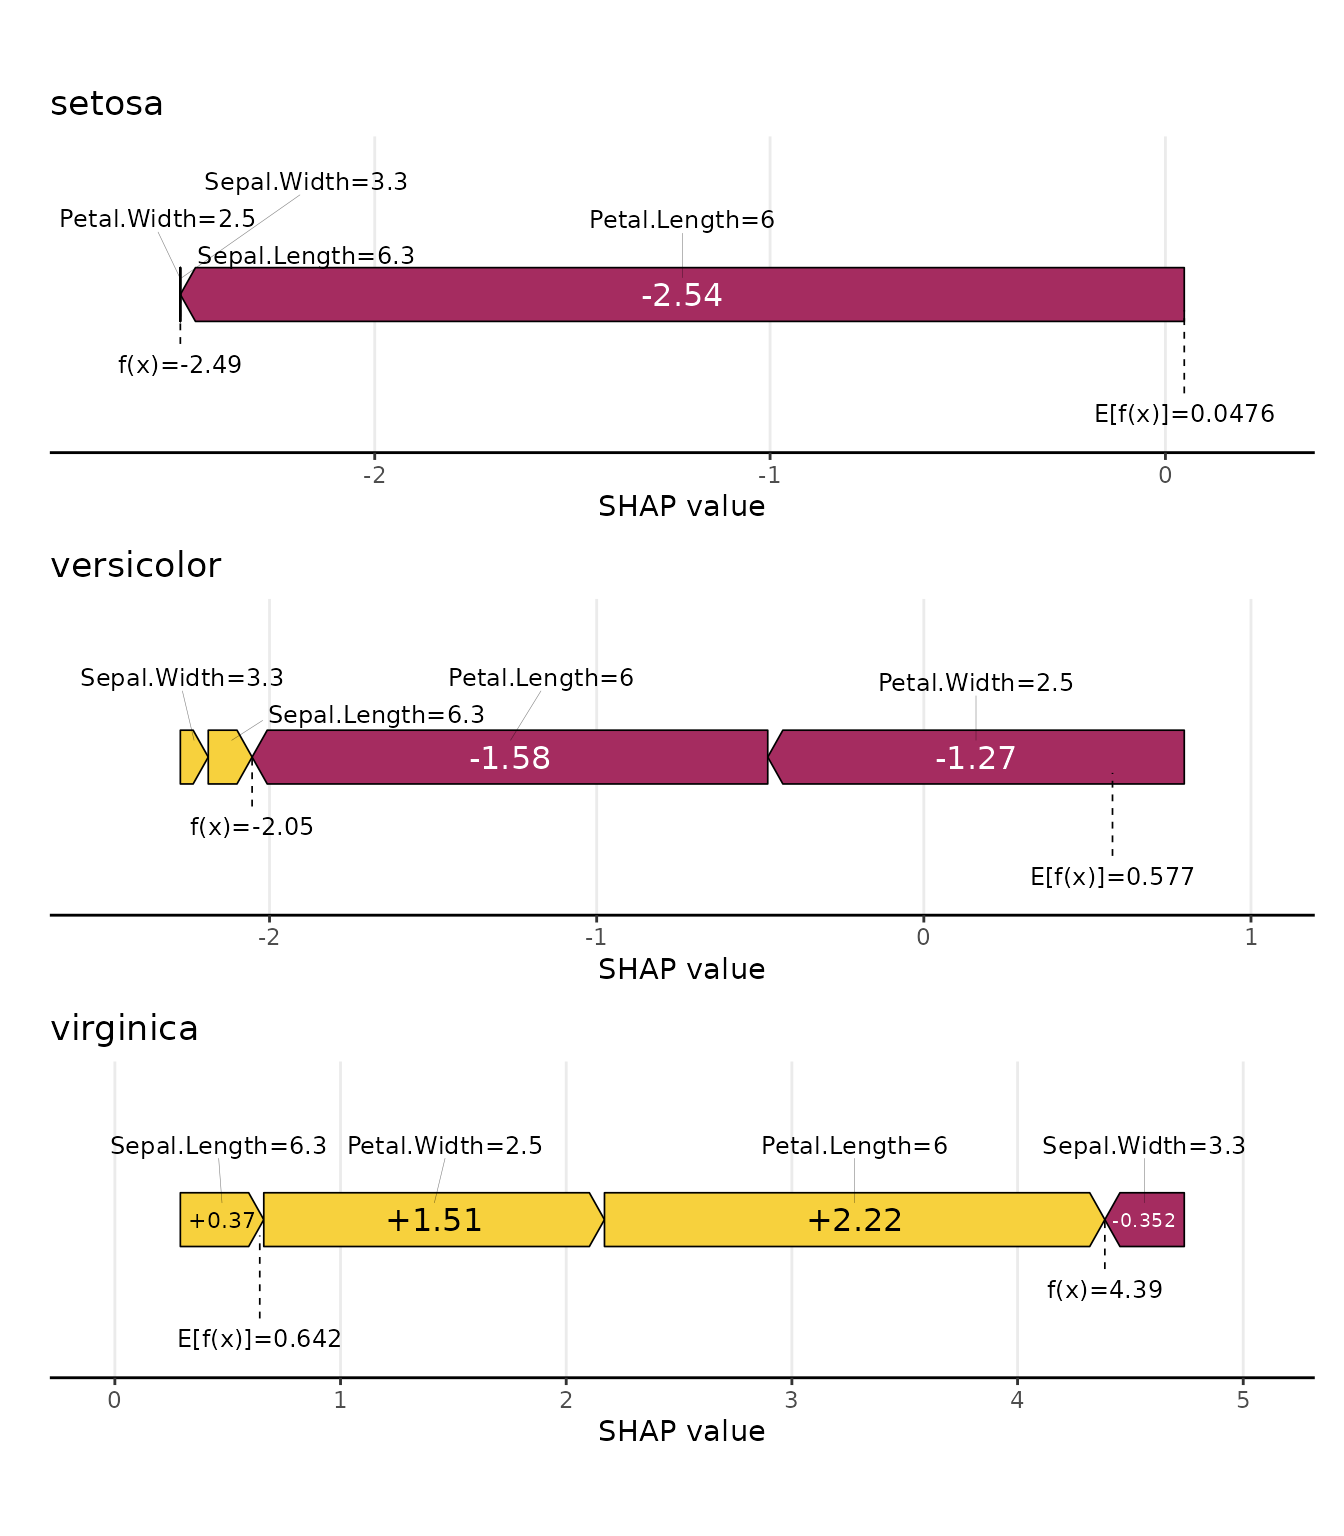 setosa
Sepal.Width=3.3
Petal.Width=2.5
Petal.Length=6
Sepal.Length=6.3
-2.54
f(x)=-2.49
E[f(x)]=0.0476
-2 -1 0
SHAP value
versicolor
Sepal.Width=3.3
Petal.Length=6
Petal.Width=2.5
Sepal.Length=6.3
-1.58
-1.27
f(x)=-2.05
E[f(x)]=0.577
-2 -1 0 1
SHAP value
virginica
Sepal.Length=6.3
Petal.Width=2.5
Petal.Length=6
Sepal.Width=3.3
+0.37
+1.51
+2.22
-0.352
f(x)=4.39
E[f(x)]=0.642
0 1 2 3 4 5
SHAP value